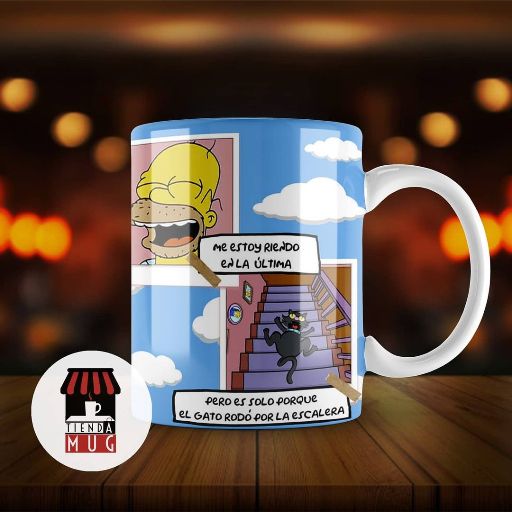 ME ESTOY RIENDO
EN LA ÚLTIMA
PERO ES SOLO PORQUE
EL GATO RODÓ POR LA ESCALERA
TIENDA
MUG